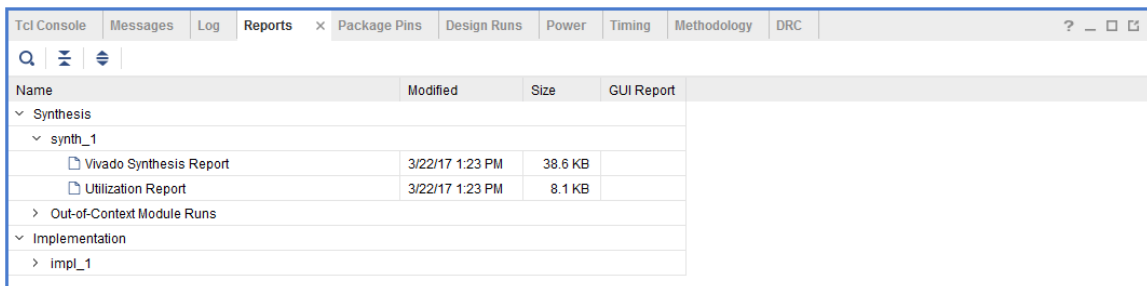 Tcl Console Messages Log Reports × Package Pins Design Runs Power Timing Methodology DRC ?
Name Modified Size GUI Report
Synthesis
synth_1
Vivado Synthesis Report 3/22/17 1:23 PM 38.6 KB
Utilization Report 3/22/17 1:23 PM 8.1 KB
Out-of-Context Module Runs
Implementation
impl_1